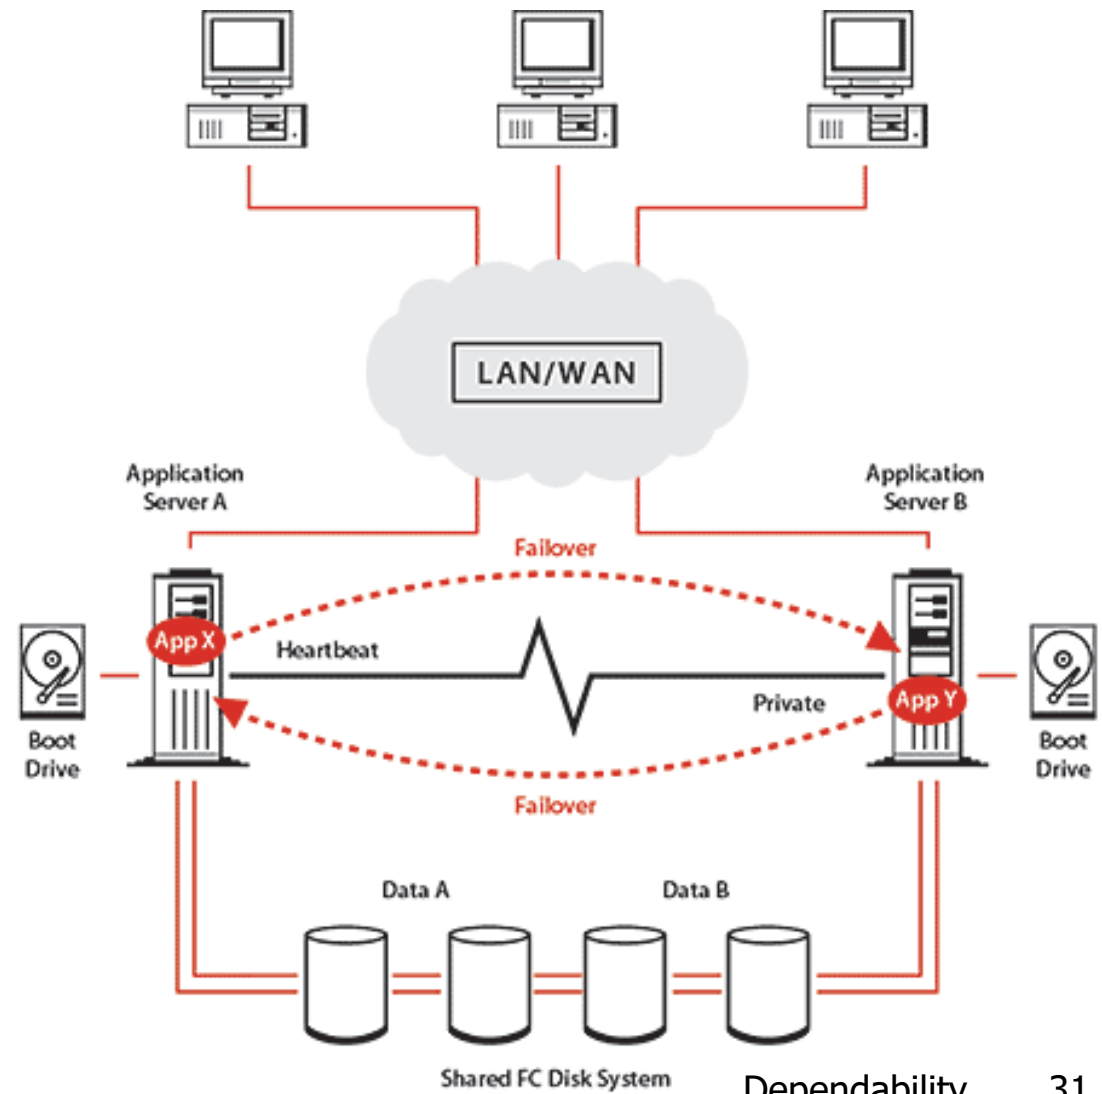 LAN/WAN
Application
Server A
Application
Server B
Failover
App X
Heartbeat
Private
App Y
Boot
Drive
Boot
Drive
Failover
Data A
Data B
Shared FC Disk System
Dependability
31